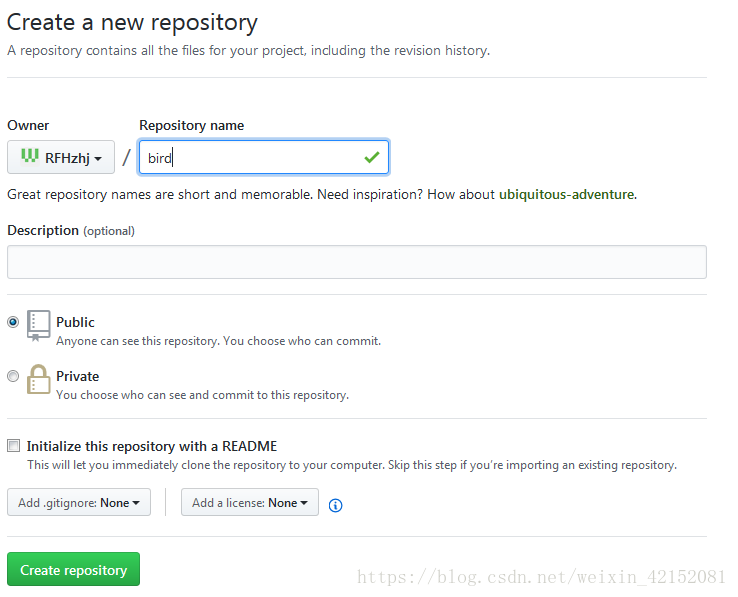 Create a new repository
A repository contains all the files for your project, including the revision history.
Owner
Repository name
RFHzhj
/
bird
Great repository names are short and memorable. Need inspiration? How about ubiquitous-adventure.
Description (optional)
Public
Anyone can see this repository. You choose who can commit.
Private
You choose who can see and commit to this repository.
Initialize this repository with a README
This will let you immediately clone the repository to your computer. Skip this step if you're importing an existing repository.
Add .gitignore: None
Add a license: None
Create repository
https://blog.csdn.net/weixin_42152081